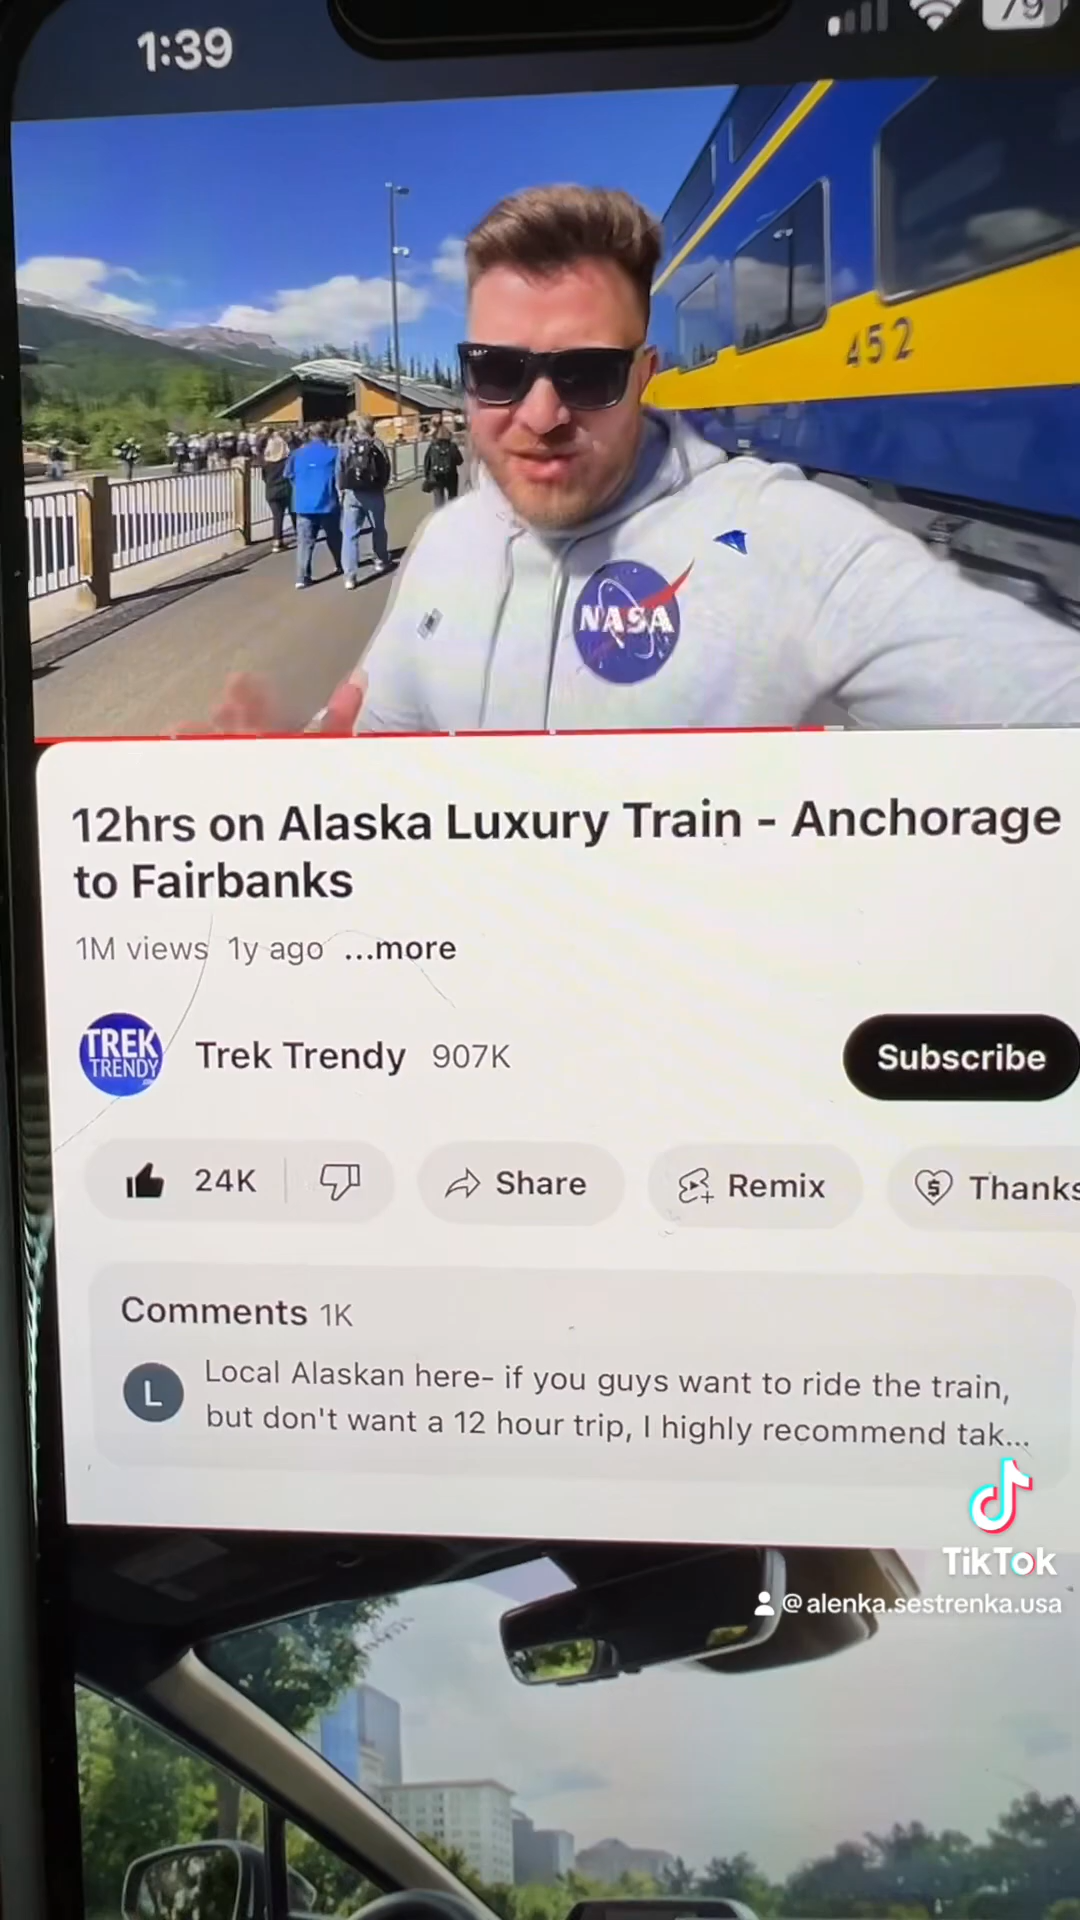 1:39
79
452
NASA
12hrs on Alaska Luxury Train - Anchorage
to Fairbanks
1M views 1y ago ...more
TREK
TRENDY
Trek Trendy 907K
Subscribe
24K
Share
Remix
Thanks
Comments 1K
L
Local Alaskan here- if you guys want to ride the train,
but don't want a 12 hour trip, I highly recommend tak...
TikTok
@alenka.sestrenka.usa